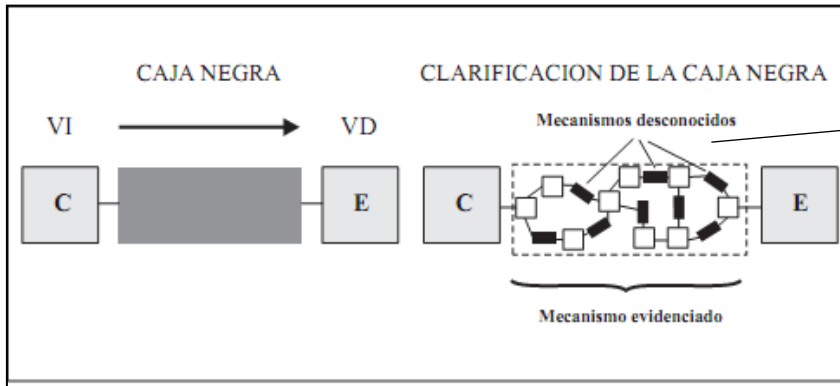 CAJA NEGRA
CLARIFICACION DE LA CAJA NEGRA
VI
VD
Mecanismos desconocidos
C
E
C
E
Mecanismo evidenciado